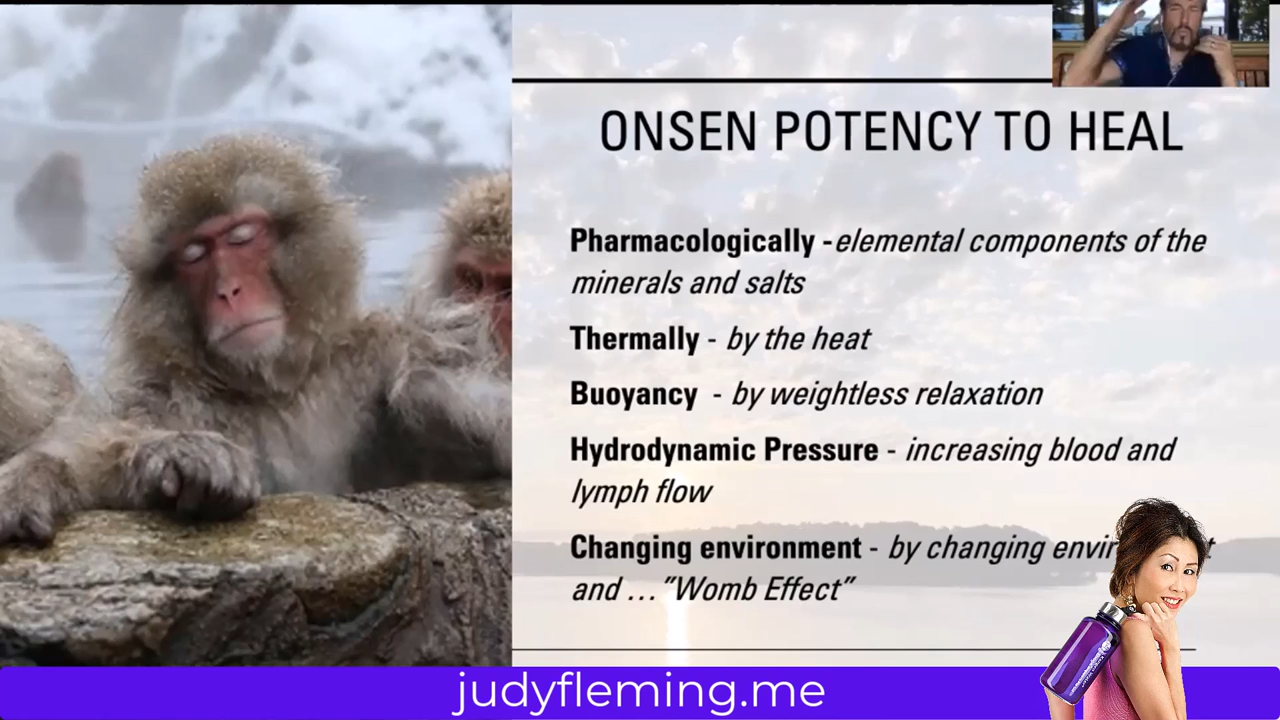 ONSEN POTENCY TO HEAL
Pharmacologically -elemental components of the
minerals and salts
Thermally - by the heat
Buoyancy - by weightless relaxation
Hydrodynamic Pressure - increasing blood and
lymph flow
Changing environment - by changing
and ... "Womb Effect"
judyfleming.me